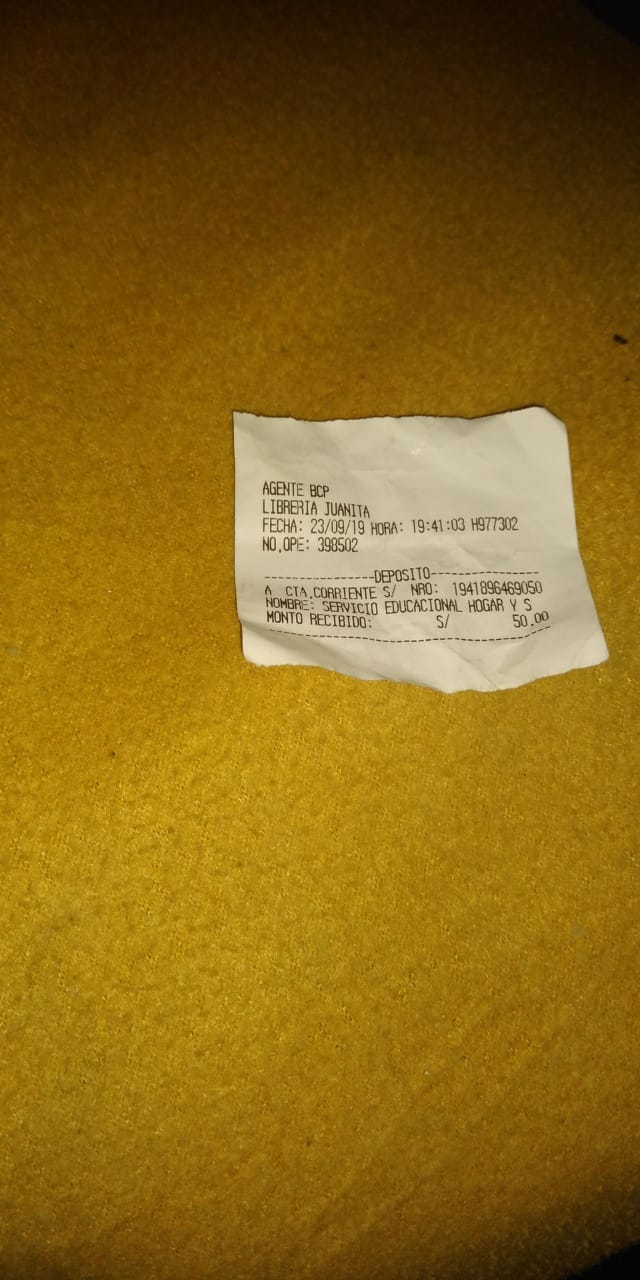 AGENTE BCP
LIBRERIA JUANITA
FECHA: 23/09/19 HORA: 19:41:03 H977302
NO.OPE: 398502
-----------------DEPOSITO-----------------
A CTA.CORRIENTE S/ NRO: 1941896469050
NOMBRE: SERVICIO EDUCACIONAL HOGAR Y S
MONTO RECIBIDO: S/ 50.00
------------------------------------------